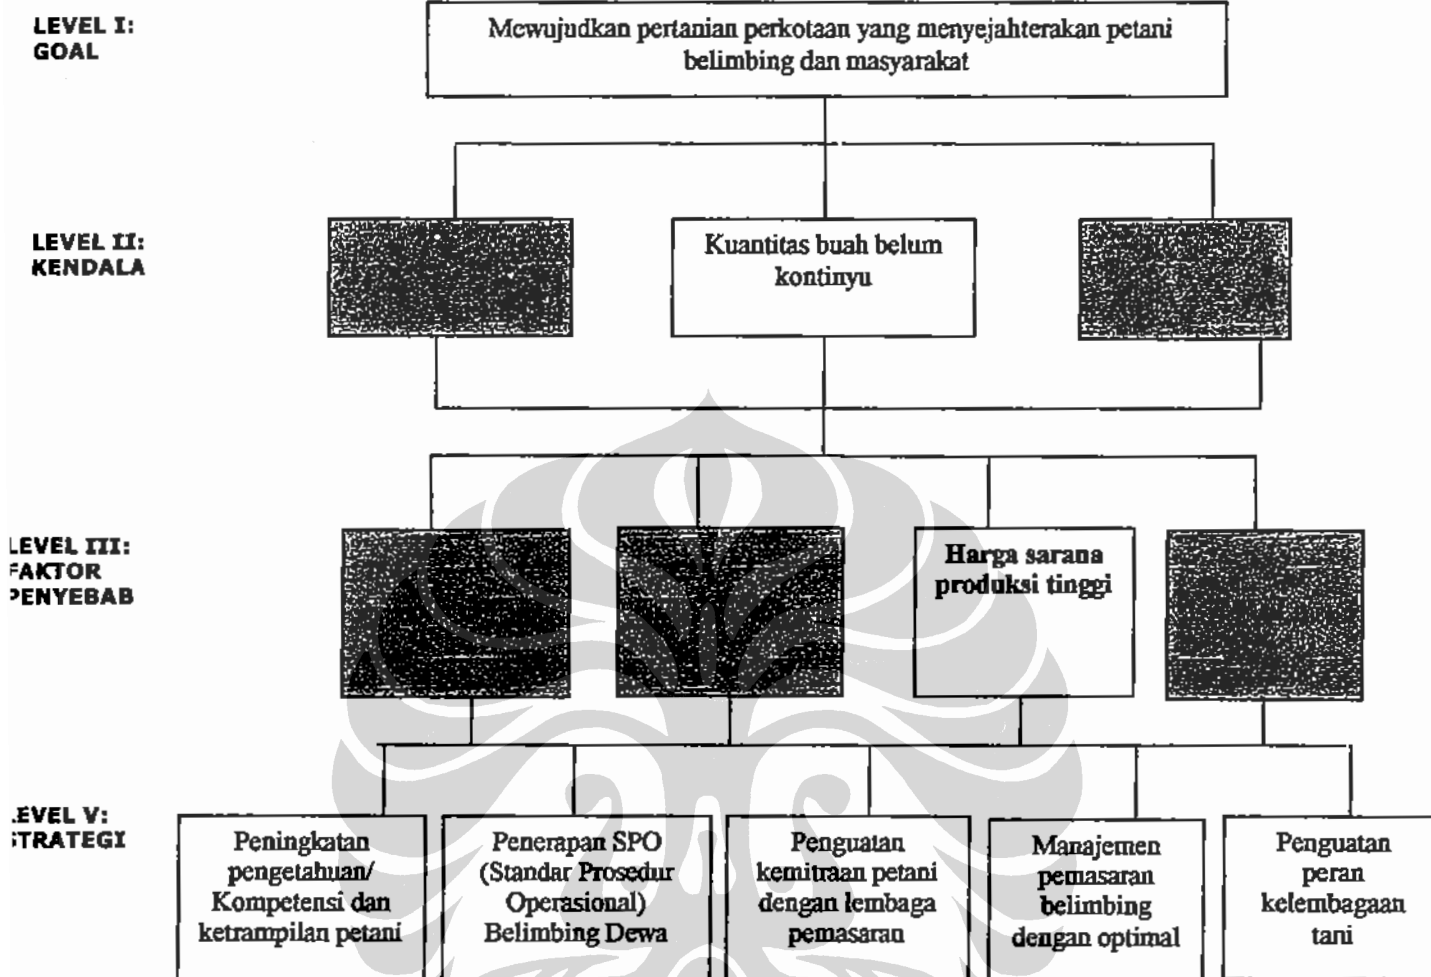 LEVEL I:
GOAL
Mewujudkan pertanian perkotaan yang menyejahterakan petani
belimbing dan masyarakat
LEVEL II:
KENDALA
Kuantitas buah belum
kontinyu
LEVEL III:
FAKTOR
PENYEBAB
Harga sarana
produksi tinggi
LEVEL V:
STRATEGI
Peningkatan
pengetahuan/
Kompetensi dan
ketrampilan petani
Penerapan SPO
(Standar Prosedur
Operasional)
Belimbing Dewa
Penguatan
kemitraan petani
dengan lembaga
pemasaran
Manajemen
pemasaran
belimbing
dengan optimal
Penguatan
peran
kelembagaan
tani